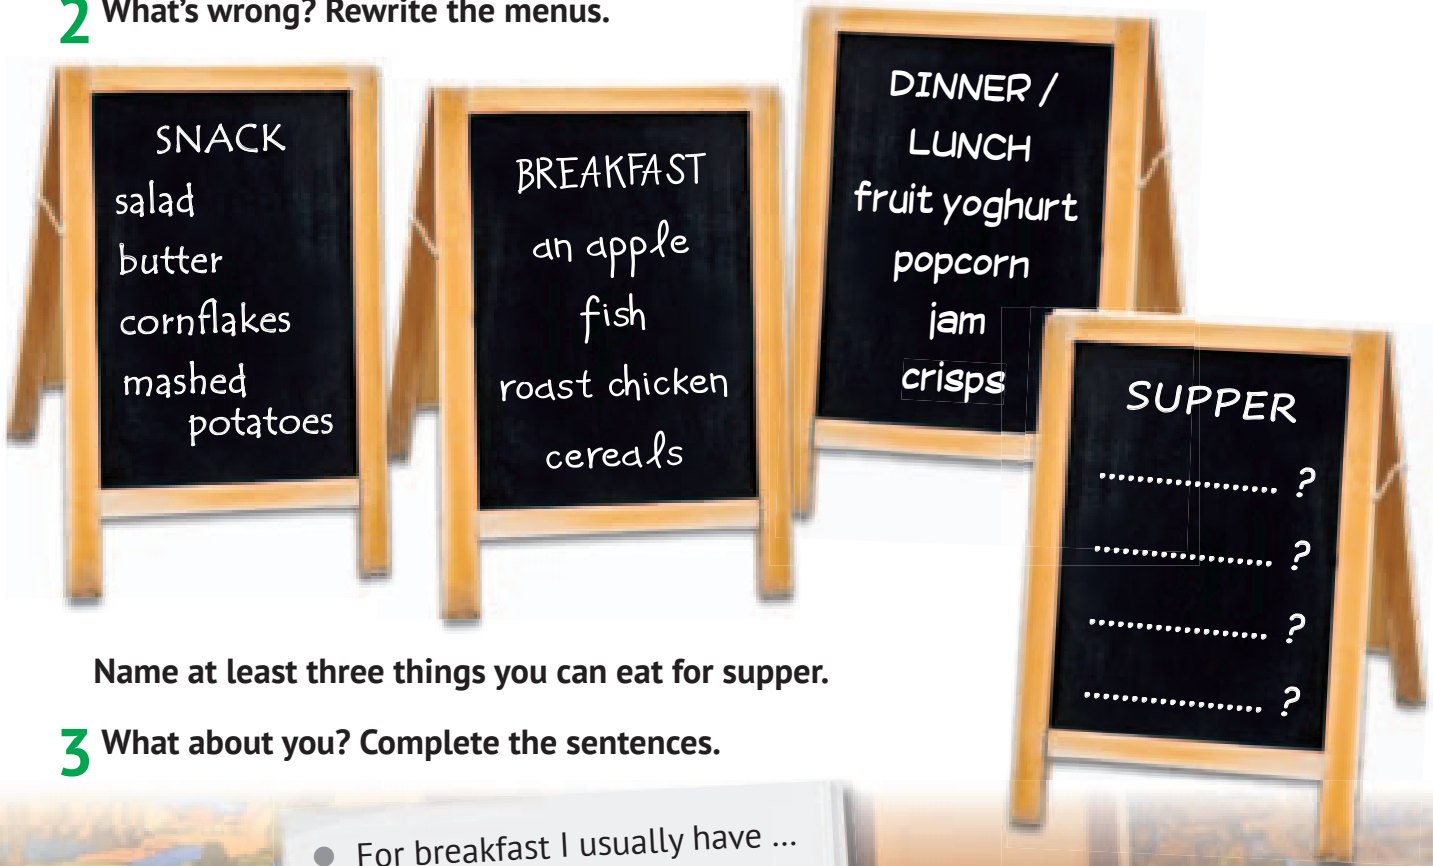 2 What's wrong? Rewrite the menus.
SNACK
salad
butter
cornflakes
mashed
potatoes
BREAKFAST
an apple
fish
roast chicken
cereals
DINNER /
LUNCH
fruit yoghurt
popcorn
jam
crisps
SUPPER
................... ?
................... ?
................... ?
................... ?
Name at least three things you can eat for supper.
3 What about you? Complete the sentences.
● For breakfast I usually have ...